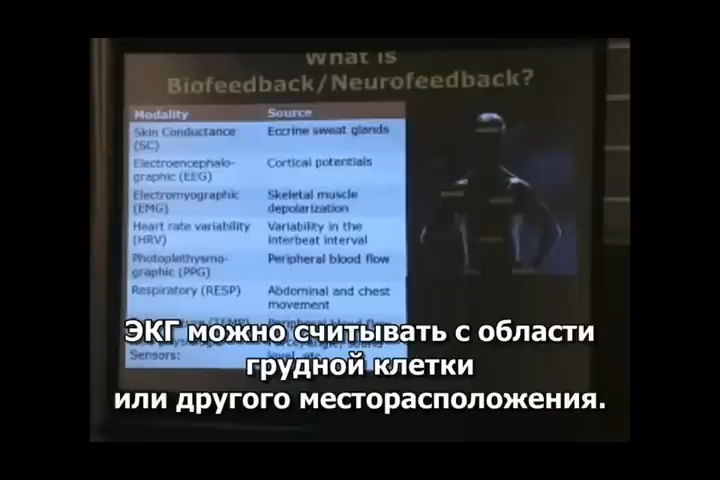 What is
Biofeedback/Neurofeedback?
Modality Source
Skin Conductance Eccrine sweat glands
(SC)
Electroencephalo- Cortical potentials
graphic (EEG)
Electromyographic Skeletal muscle
(EMG) depolarization
Heart rate variability Variability in the
(HRV) interbeat interval
Photoplethysmo- Peripheral blood flow
graphic (PPG)
Respiratory (RESP) Abdominal and chest
movement
ЭКГ можно считывать с области
грудной клетки
Sensors:
или другого месторасположения.